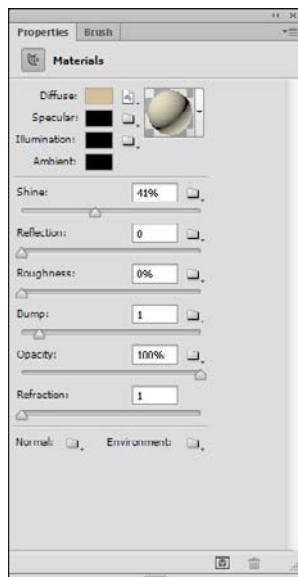 Properties Brush
Materials
Diffuse:
Specular:
Illumination:
Ambient:
Shine: 41%
Reflection: 0
Roughness: 0%
Bump: 1
Opacity: 100%
Refraction: 1
Normal: Environment: